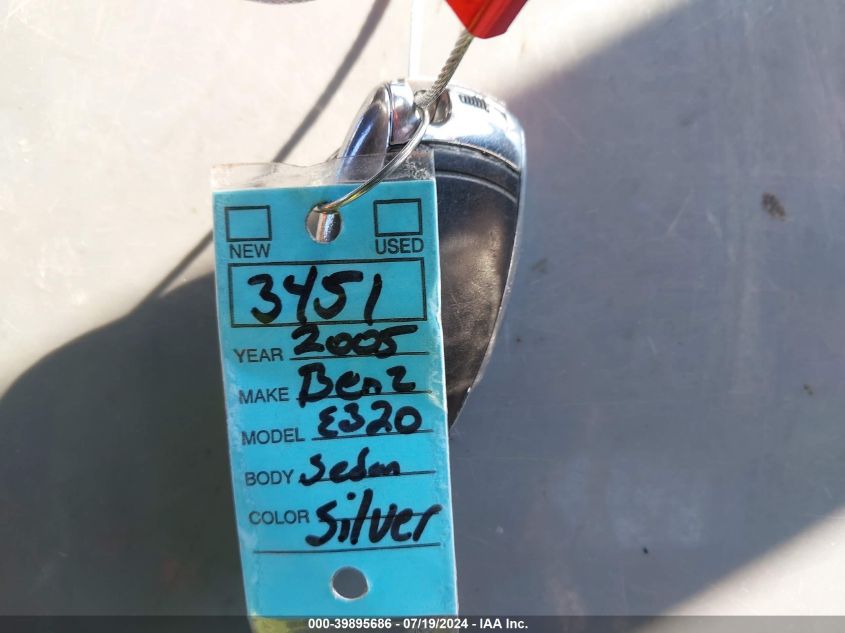 NEW USED
3451
YEAR 2005
MAKE Benz
MODEL E320
BODY Sedan
COLOR Silver
000-39895686 - 07/19/2024 - IAA Inc.